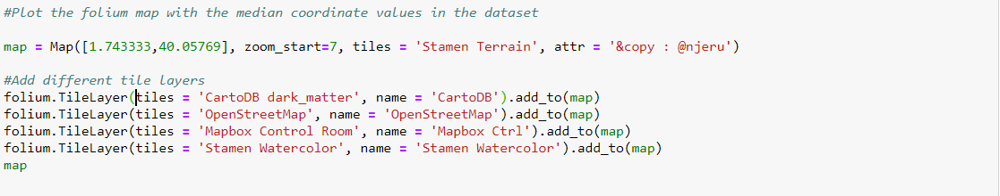 #Plot the folium map with the median coordinate values in the dataset
map = Map([1.743333,40.05769], zoom_start=7, tiles = 'Stamen Terrain', attr = '&copy : @njeru')
#Add different tile layers
folium.TileLayer(tiles = 'CartoDB dark_matter', name = 'CartoDB').add_to(map)
folium.TileLayer(tiles = 'OpenStreetMap', name = 'OpenStreetMap').add_to(map)
folium.TileLayer(tiles = 'Mapbox Control Room', name = 'Mapbox Ctrl').add_to(map)
folium.TileLayer(tiles = 'Stamen Watercolor', name = 'Stamen Watercolor').add_to(map)
map